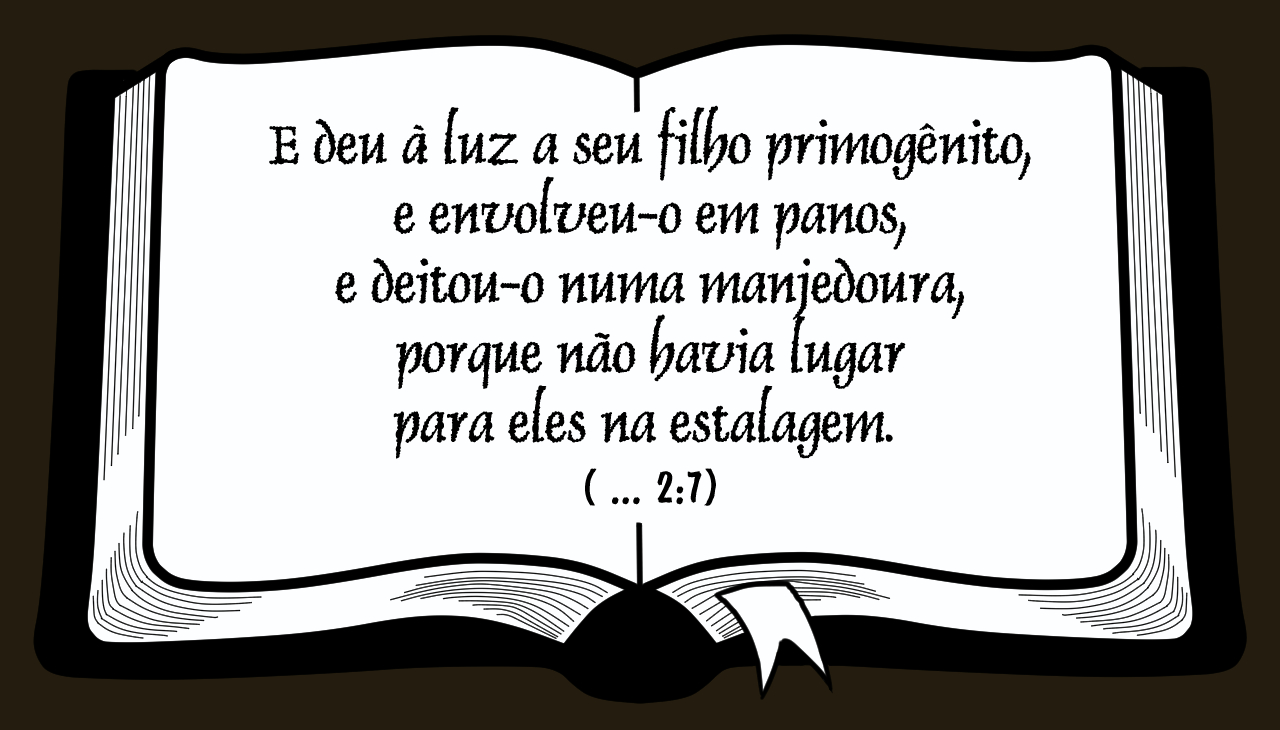 E deu à luz a seu filho primogênito,
e envolveu-o em panos,
e deitou-o numa manjedoura,
porque não havia lugar
para eles na estalagem.
( ... 2:7)